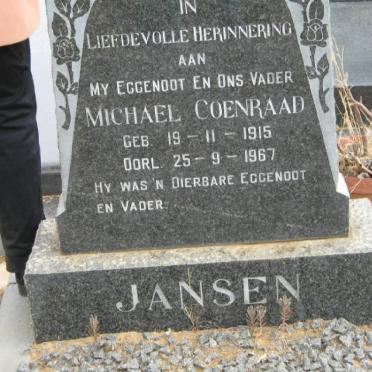 IN
LIEFDEVOLLE HERINNERING
AAN
MY EGGENOOT EN ONS VADER
MICHAEL COENRAAD
GEB. 19-11-1915
OORL. 25-9-1967
HY WAS 'N DIERBARE EGGENOOT
EN VADER.
JANSEN